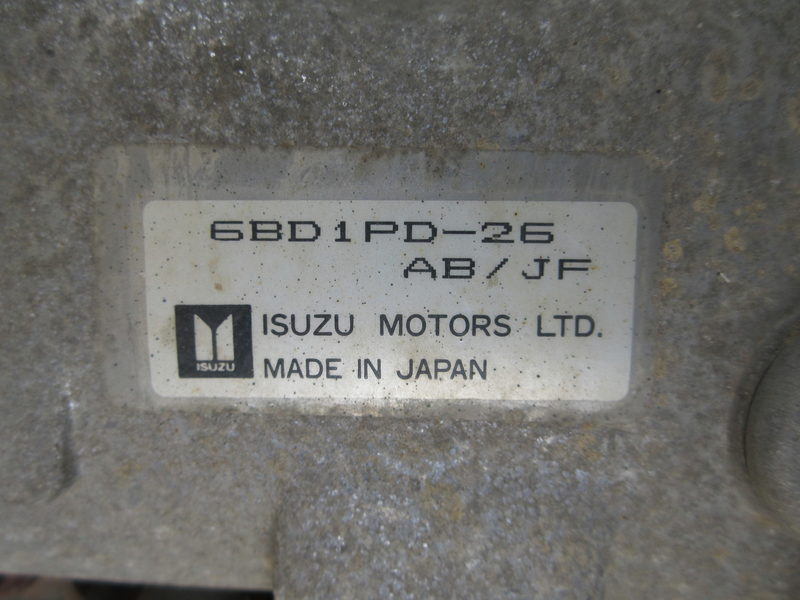 6BD1PD-26
AB/JF
ISUZU MOTORS LTD.
ISUZU
MADE IN JAPAN